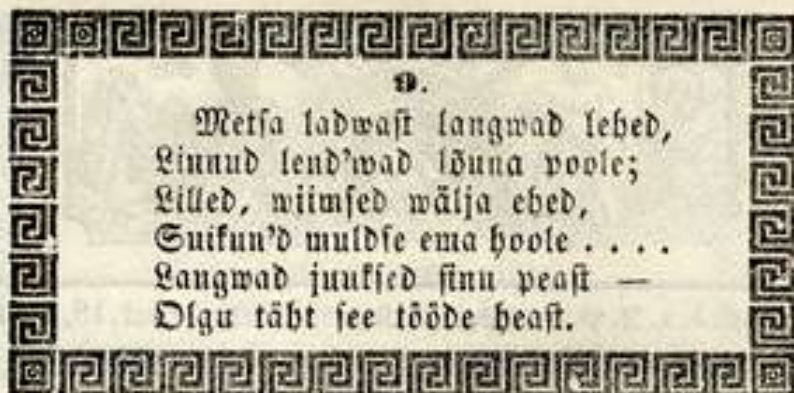 9.
Metsa ladwast langwad lehed,
Linnud lend'wad lõuna poole;
Lilled, wiimsed wälja ehed,
Suikun'd muldse ema hoole . . . .
Langwad juuksed sinu peast —
Olgu täht see tööde heast.